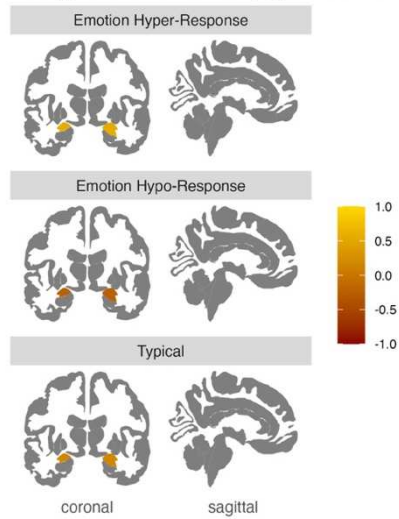 Emotion Hyper-Response
Emotion Hypo-Response
1.0
0.5
0.0
-0.5
-1.0
Typical
coronal
sagittal